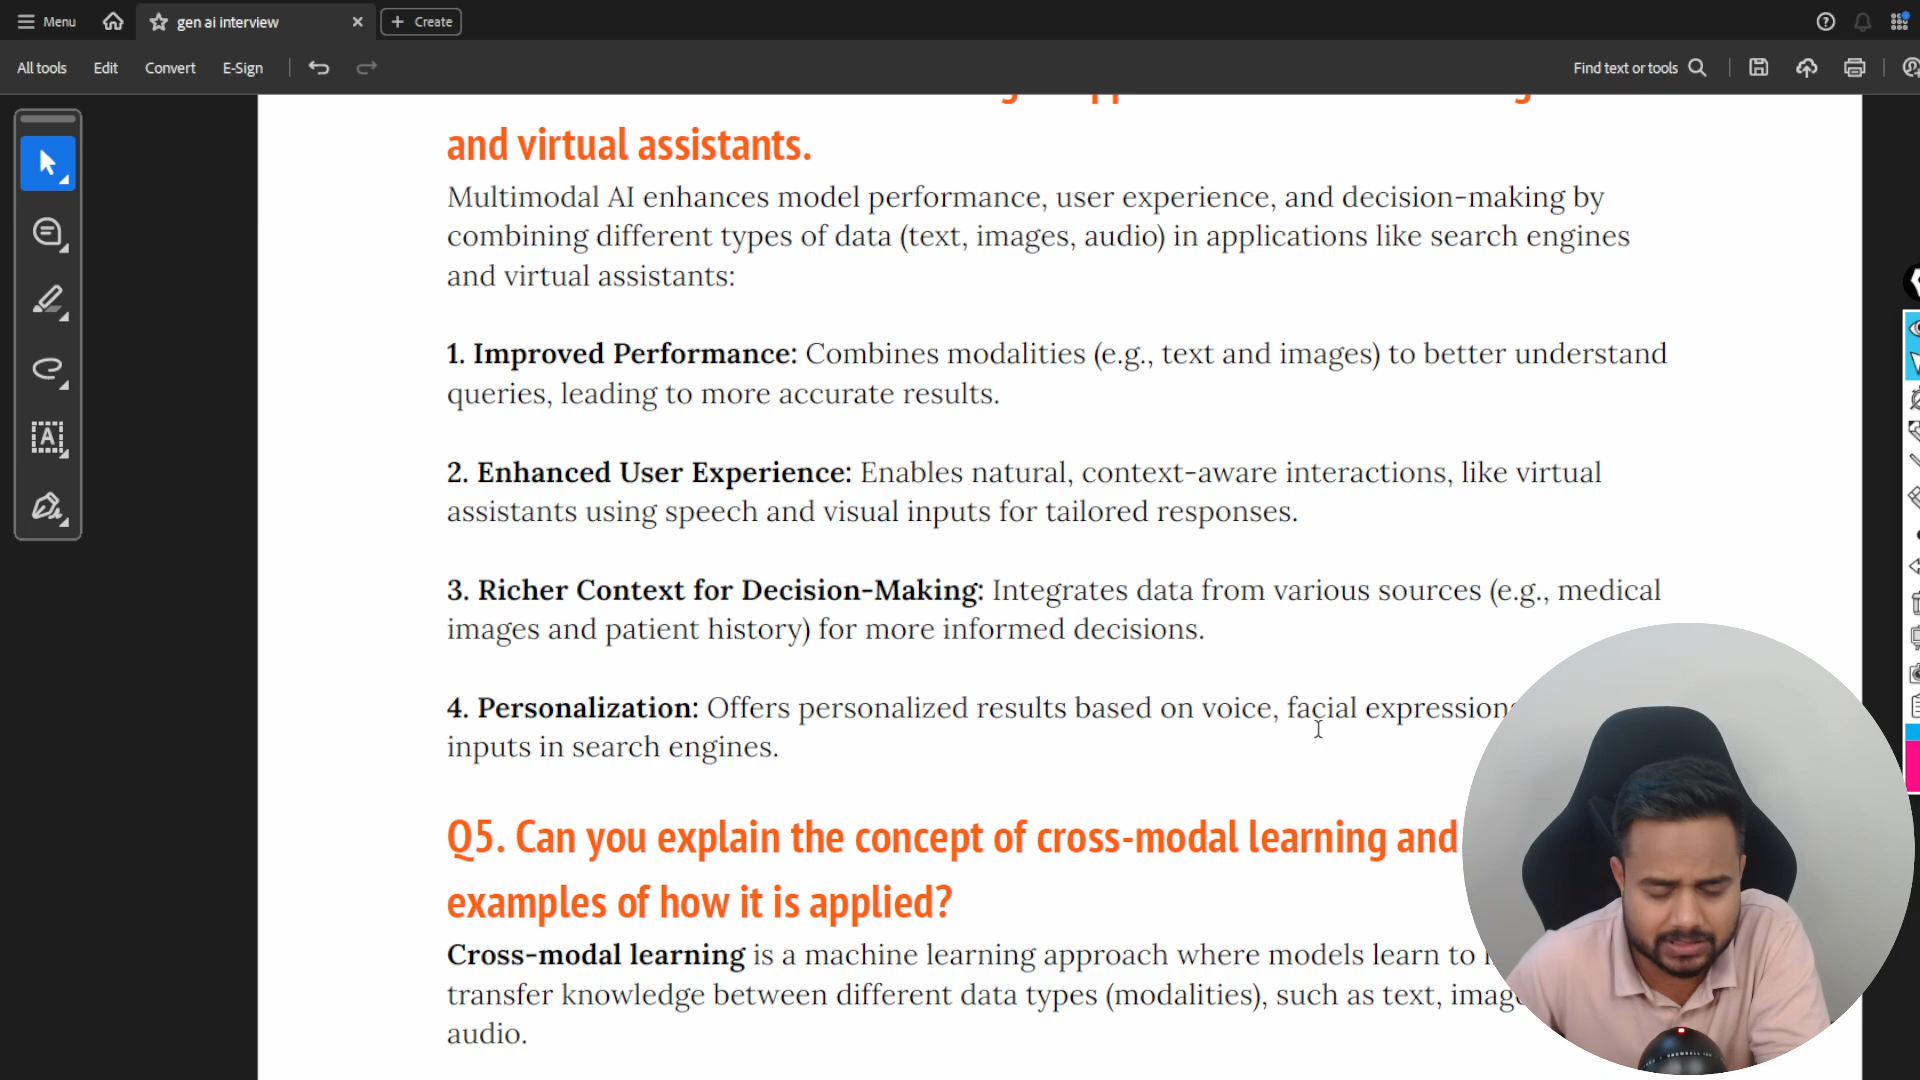 Menu
gen ai interview
Create
All tools
Edit
Convert
E-Sign
Find text or tools
and virtual assistants.
Multimodal AI enhances model performance, user experience, and decision-making by
combining different types of data (text, images, audio) in applications like search engines
and virtual assistants:
1. Improved Performance: Combines modalities (e.g., text and images) to better understand
queries, leading to more accurate results.
2. Enhanced User Experience: Enables natural, context-aware interactions, like virtual
assistants using speech and visual inputs for tailored responses.
3. Richer Context for Decision-Making: Integrates data from various sources (e.g., medical
images and patient history) for more informed decisions.
4. Personalization: Offers personalized results based on voice, facial
inputs in search engines.
Q5. Can you explain the concept of cross-modal learning and
examples of how it is applied?
Cross-modal learning is a machine learning approach where models learn to
transfer knowledge between different data types (modalities), such as text,
audio.